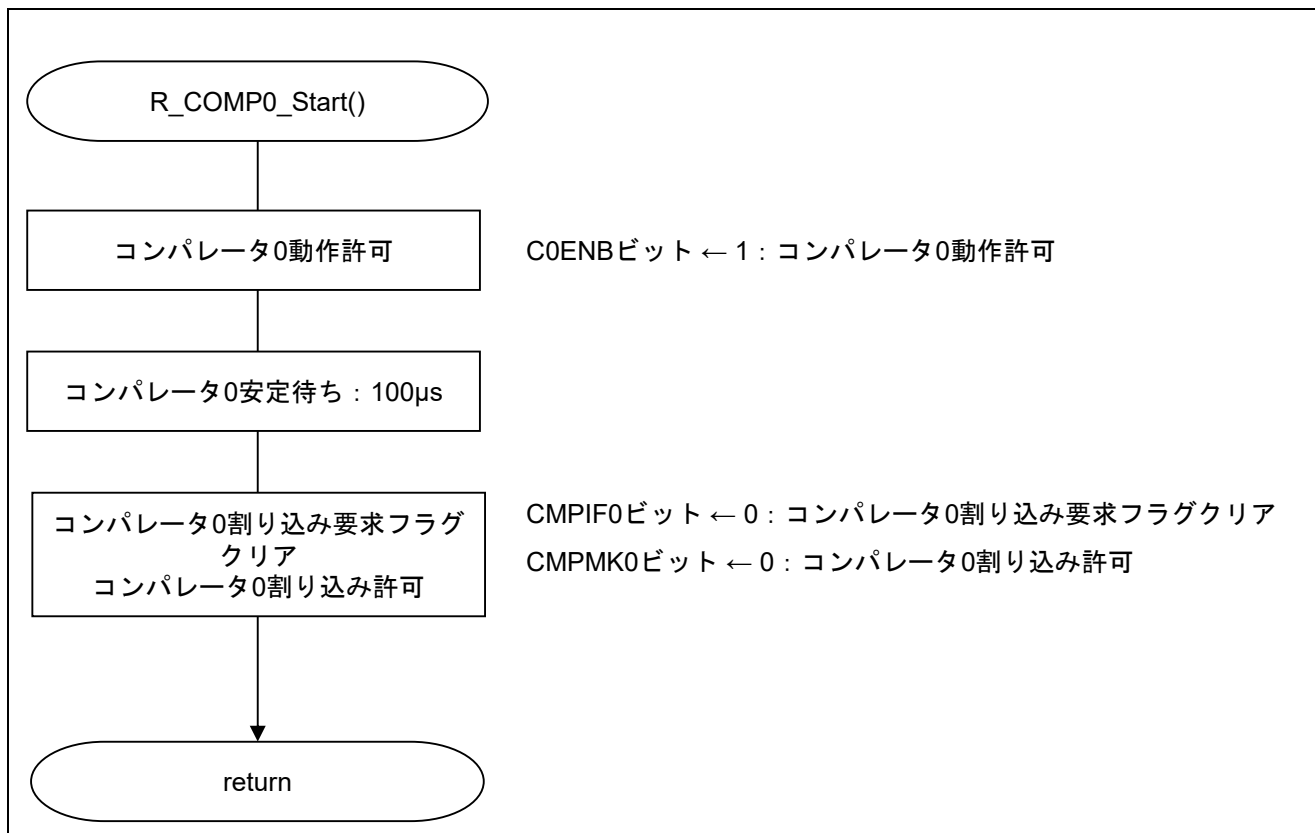 R_COMP0_Start()
コンパレータ0動作許可
C0ENBビット ← 1：コンパレータ0動作許可
コンパレータ0安定待ち：100μs
コンパレータ0割り込み要求フラグ
クリア
コンパレータ0割り込み許可
CMPIF0ビット ← 0：コンパレータ0割り込み要求フラグクリア
CMPMK0ビット ← 0：コンパレータ0割り込み許可
return